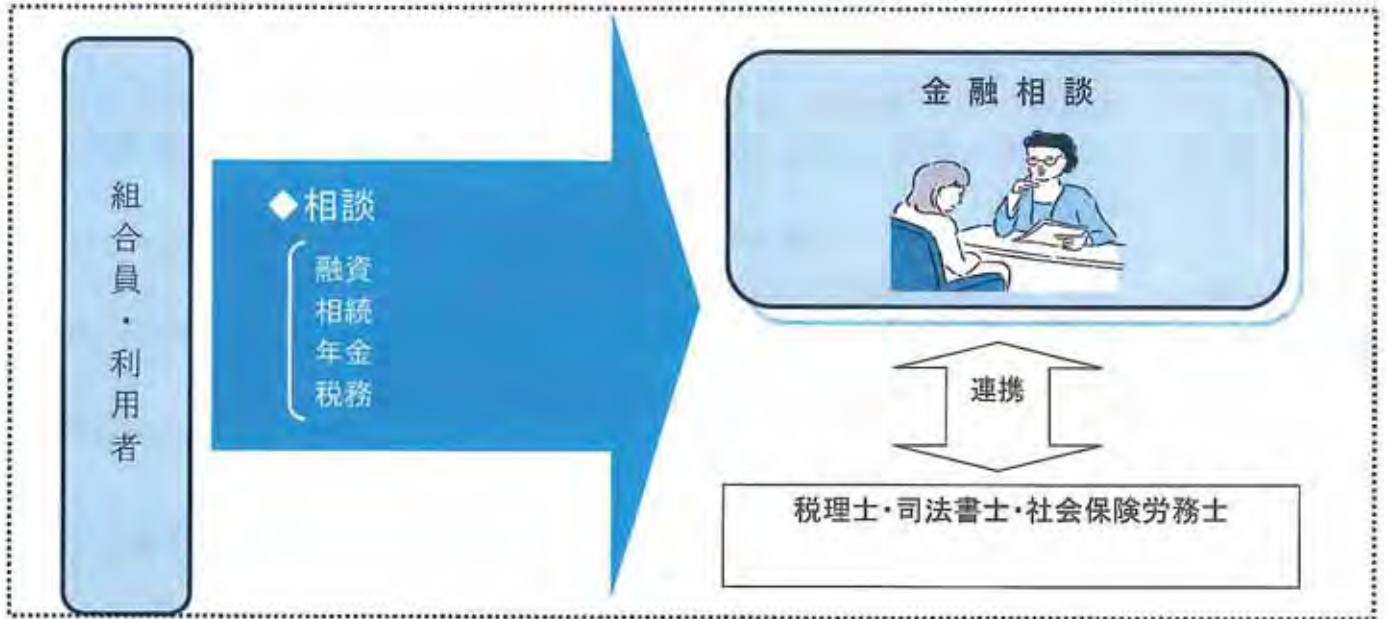 組合員・利用者
◆相談
融資
相続
年金
税務
金融相談
連携
税理士・司法書士・社会保険労務士